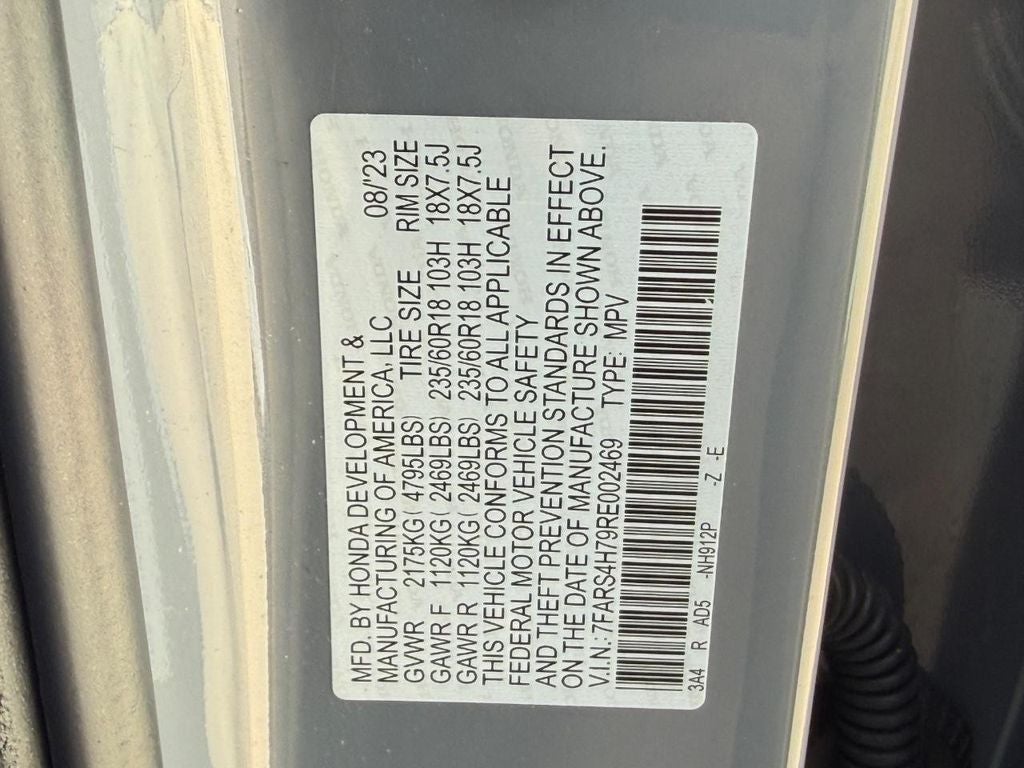 MFD. BY HONDA DEVELOPMENT &
MANUFACTURING OF AMERICA, LLC 08/'23
GVWR 2175KG( 4795LBS) TIRE SIZE RIM SIZE
GAWR F 1120KG( 2469LBS) 235/60R18 103H 18X7.5J
GAWR R 1120KG( 2469LBS) 235/60R18 103H 18X7.5J
THIS VEHICLE CONFORMS TO ALL APPLICABLE
FEDERAL MOTOR VEHICLE SAFETY
AND THEFT PREVENTION STANDARDS IN EFFECT
ON THE DATE OF MANUFACTURE SHOWN ABOVE.
V.I.N.:7FARS4H79RE002469 TYPE: MPV
3A4 R AD5 -NH912P -Z -E